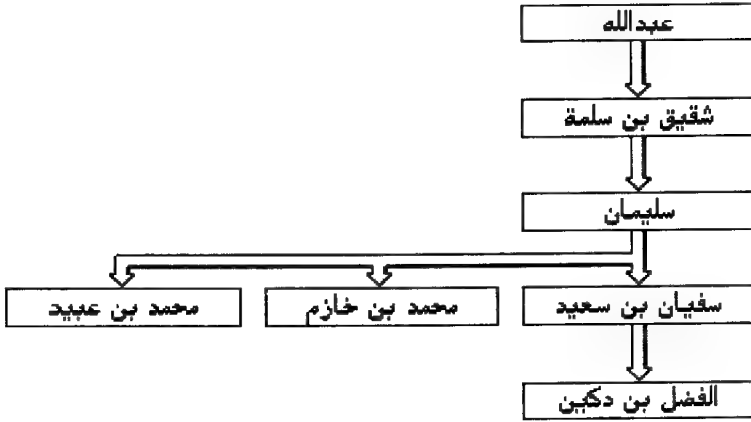 عبدالله
شقيق بن سلمة
سليمان
سفيان بن سعيد
محمد بن خازم
محمد بن عبيد
الفضل بن دكين